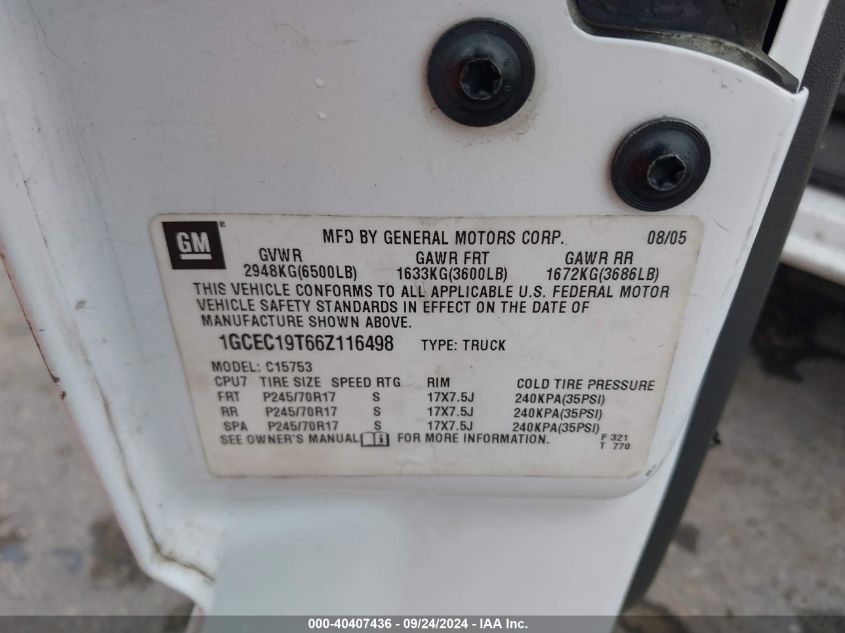 GM ® MFD BY GENERAL MOTORS CORP. 08/05
GVWR GAWR FRT GAWR RR
2948KG(6500LB) 1633KG(3600LB) 1672KG(3686LB)
THIS VEHICLE CONFORMS TO ALL APPLICABLE U.S. FEDERAL MOTOR
VEHICLE SAFETY STANDARDS IN EFFECT ON THE DATE OF
MANUFACTURE SHOWN ABOVE.
1GCEC19T66Z116498 TYPE: TRUCK
MODEL: C15753
CPU7 TIRE SIZE SPEED RTG RIM COLD TIRE PRESSURE
FRT P245/70R17 S 17X7.5J 240KPA(35PSI)
RR P245/70R17 S 17X7.5J 240KPA(35PSI)
SPA P245/70R17 S 17X7.5J 240KPA(35PSI)
SEE OWNER'S MANUAL FOR MORE INFORMATION. F 321
T 770
000-40407436 - 09/24/2024 - IAA Inc.